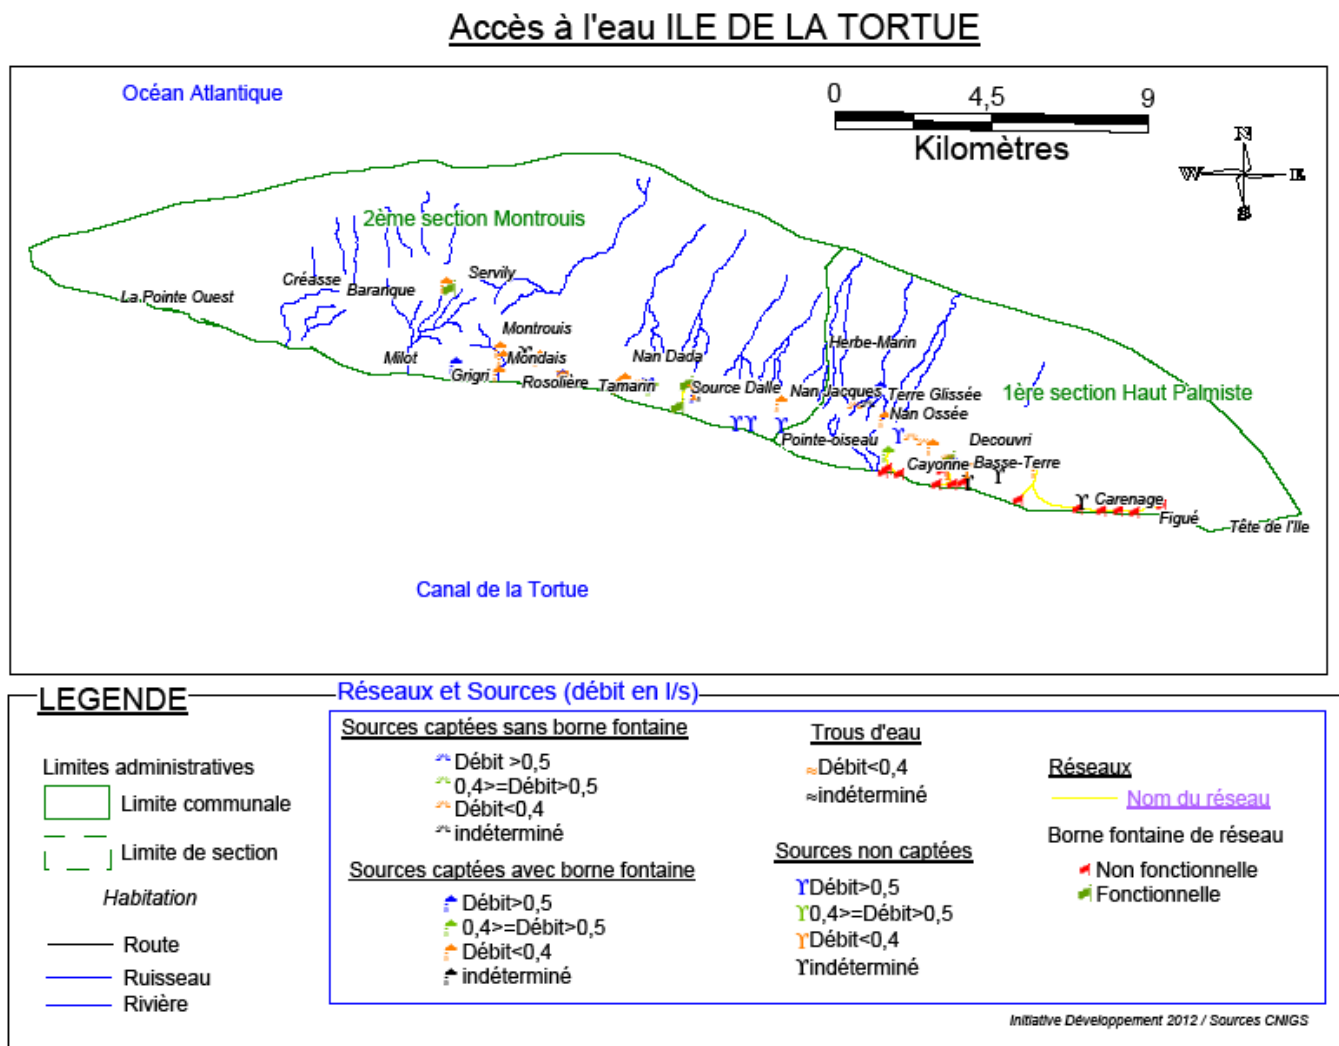 Accès à l'eau ILE DE LA TORTUE
Océan Atlantique
0 4,5 9
Kilomètres
N
W E
S
2ème section Montrouis
Créasse
Baranque
Servily
La Pointe Ouest
Montrouis
Milot
Mondais
Grigri
Rosolière
Tamarin
Nan Dada
Source Dalle
Nan Jacques
Herbe-Marin
Terre Glissée
Nan Ossée
1ère section Haut Palmiste
Pointe-oiseau
Decouvri
Cayonne
Basse-Terre
Carenage
Figué
Tête de l'Ile
Canal de la Tortue
LEGENDE
Limites administratives
Limite communale
Limite de section
Habitation
Route
Ruisseau
Rivière
Réseaux et Sources (débit en l/s)
Sources captées sans borne fontaine
Débit >0,5
0,4>=Débit>0,5
Débit<0,4
indéterminé
Sources captées avec borne fontaine
Débit>0,5
0,4>=Débit>0,5
Débit<0,4
indéterminé
Trous d'eau
Débit<0,4
indéterminé
Sources non captées
Débit>0,5
0,4>=Débit>0,5
Débit<0,4
indéterminé
Réseaux
Nom du réseau
Borne fontaine de réseau
Non fonctionnelle
Fonctionnelle
Initiative Développement 2012 / Sources CNIGS